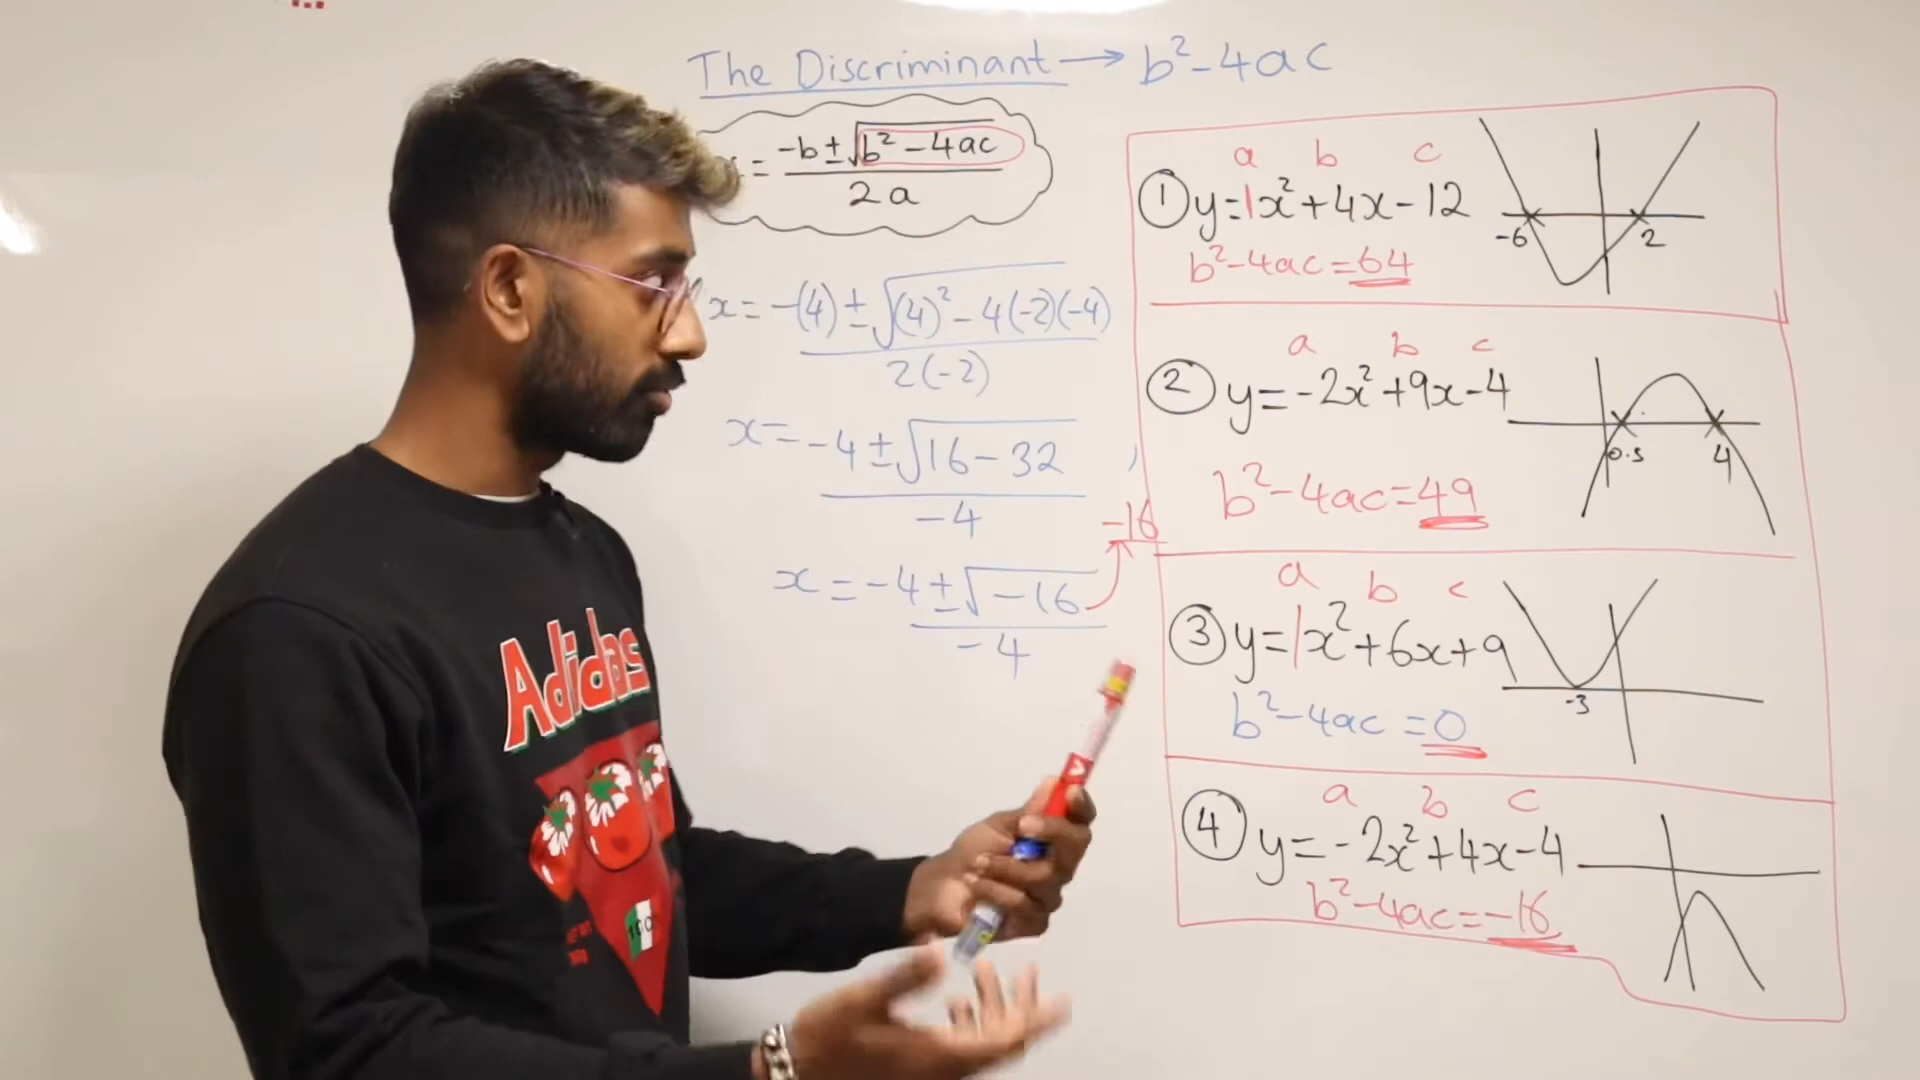 The Discriminant → b²-4ac
= -b±√b²-4ac
2a
x = -(4) ± √(4)² - 4(-2)(-4)
2(-2)
x = -4 ± √16-32
-4
-16
x = -4 ± √-16
-4
a b c
① y=1x²+4x-12
b²-4ac=64
-6 2
a b c
② y=-2x²+9x-4
b²-4ac=49
0.5 4
a b c
③ y=1x²+6x+9
b²-4ac=0
-3
a b c
④ y=-2x²+4x-4
b²-4ac=-16
Adidas
100